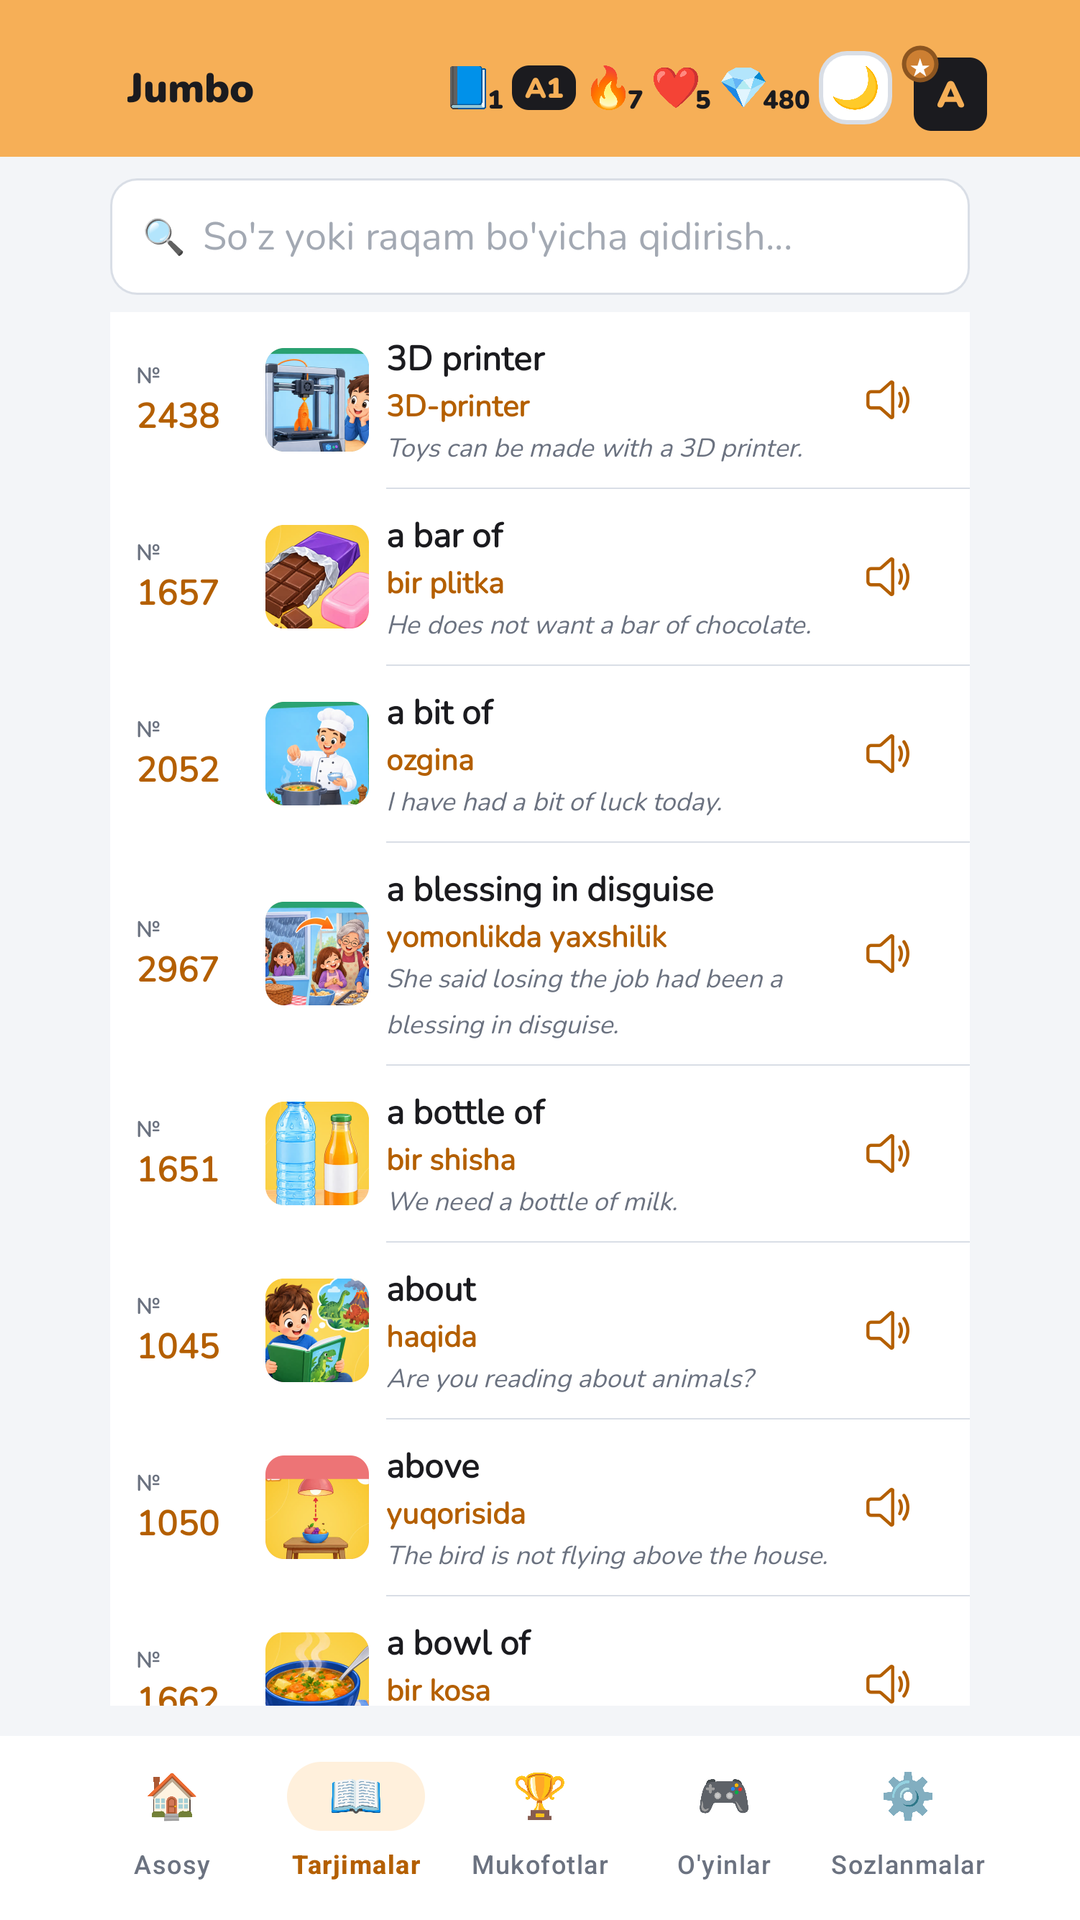 Jumbo
1
A1
7
5
480
A
So'z yoki raqam bo'yicha qidirish...
№
2438
3D printer
3D-printer
Toys can be made with a 3D printer.
№
1657
a bar of
bir plitka
He does not want a bar of chocolate.
№
2052
a bit of
ozgina
I have had a bit of luck today.
№
2967
a blessing in disguise
yomonlikda yaxshilik
She said losing the job had been a
blessing in disguise.
№
1651
a bottle of
bir shisha
We need a bottle of milk.
№
1045
about
haqida
Are you reading about animals?
№
1050
above
yuqorisida
The bird is not flying above the house.
№
1662
a bowl of
bir kosa
Asosy
Tarjimalar
Mukofotlar
O'yinlar
Sozlanmalar